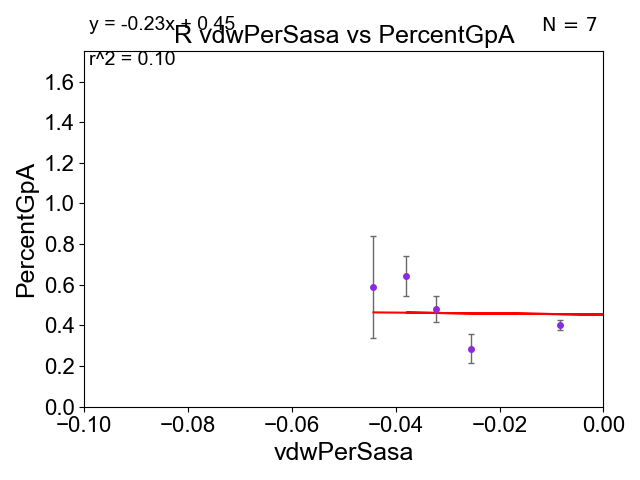 y = -0.23x + 0.45
N = 7
R vdwPerSasa vs PercentGpA
r^2 = 0.10
PercentGpA
1.6
1.4
1.2
1.0
0.8
0.6
0.4
0.2
0.0
−0.10 −0.08 −0.06 −0.04 −0.02 0.00
vdwPerSasa